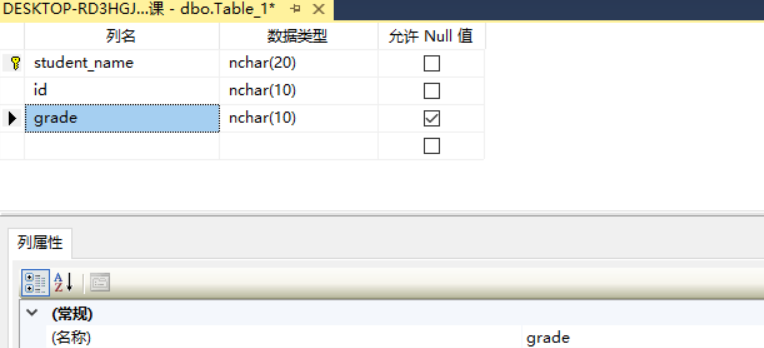 DESKTOP-RD3HGJ...课 - dbo.Table_1*
列名 数据类型 允许 Null 值
student_name nchar(20)
id nchar(10)
grade nchar(10)
列属性
(常规)
(名称) grade